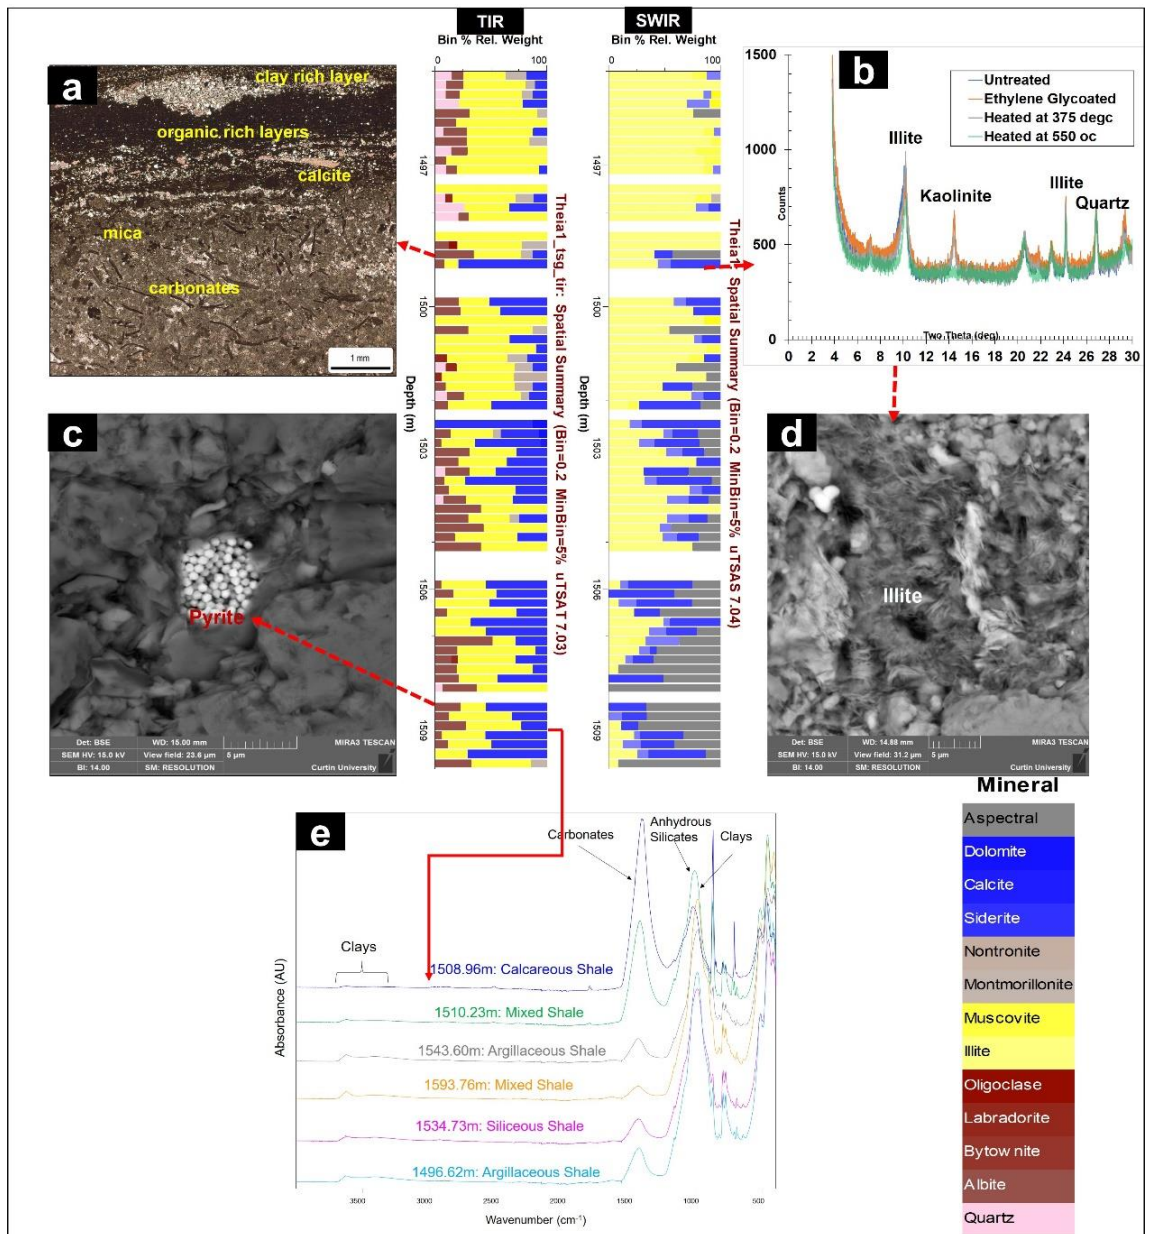 TIR
SWIR
Bin % Rel. Weight
Bin % Rel. Weight
0
100
0
100
a
clay rich layer
organic rich layers
calcite
mica
carbonates
1 mm
1497
1500
Depth (m)
1503
1506
1509
Theia1_tsg_tir: Spatial Summary (Bin=0.2 MinBin=5% uTSAT 7.03)
1497
1500
Depth (m)
1503
1506
1509
Theia1 Spatial Summary (Bin=0.2 MinBin=5% uTSAS 7.04)
b
1500
1000
500
0
Counts
Untreated
Ethylene Glycoated
Heated at 375 degc
Heated at 550 oc
Illite
Kaolinite
Illite
Quartz
Two Theta (deg)
0 2 4 6 8 10 12 14 16 18 20 22 24 26 28 30
c
Pyrite
Det: BSE
WD: 15.00 mm
MIRA3 TESCAN
SEM HV: 15.0 kV
View field: 23.6 µm
5 µm
BI: 14.00
SM: RESOLUTION
Curtin University
d
Illite
Det: BSE
WD: 14.88 mm
MIRA3 TESCAN
SEM HV: 15.0 kV
View field: 31.2 µm
5 µm
BI: 14.00
SM: RESOLUTION
Curtin University
e
Carbonates
Anhydrous
Silicates
Clays
Clays
1508.96m: Calcareous Shale
1510.23m: Mixed Shale
1543.60m: Argillaceous Shale
1593.76m: Mixed Shale
1534.73m: Siliceous Shale
1496.62m: Argillaceous Shale
Absorbance (AU)
3500 3000 2500 2000 1500 1000 500
Wavenumber (cm⁻¹)
Mineral
Aspectral
Dolomite
Calcite
Siderite
Nontronite
Montmorillonite
Muscovite
Illite
Oligoclase
Labradorite
Bytow nite
Albite
Quartz